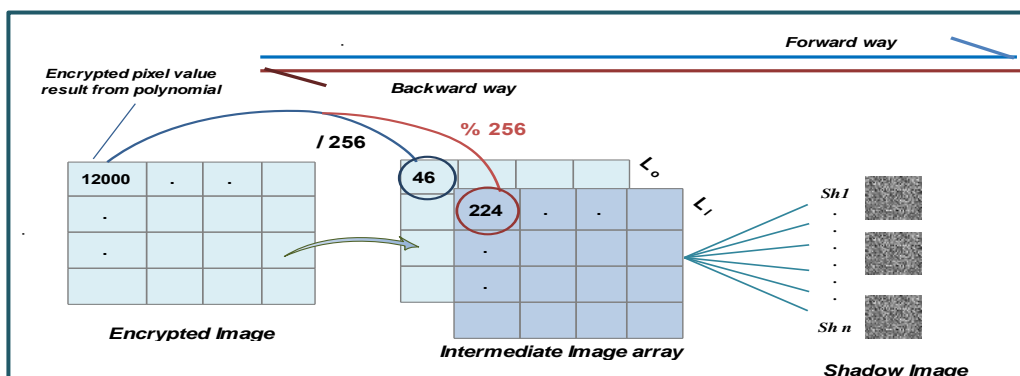 Forward way
Encrypted pixel value
result from polynomial
Backward way
/ 256
% 256
12000 . .
.
.
46
224 . .
.
.
Lo
L1
Sh1
.
.
.
.
.
Sh n
Encrypted Image
Intermediate Image array
Shadow Image